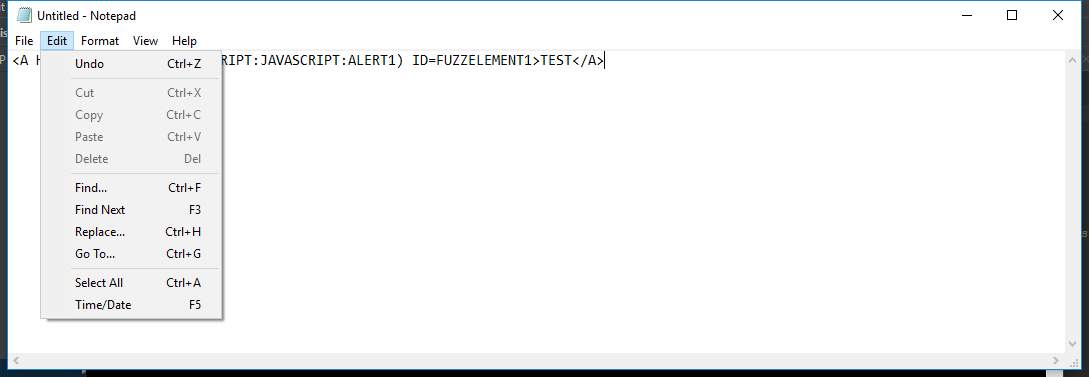 Untitled - Notepad
File Edit Format View Help
<A H RIPT:JAVASCRIPT:ALERT1) ID=FUZZELEMENT1>TEST</A>
Undo Ctrl+Z
Cut Ctrl+X
Copy Ctrl+C
Paste Ctrl+V
Delete Del
Find... Ctrl+F
Find Next F3
Replace... Ctrl+H
Go To... Ctrl+G
Select All Ctrl+A
Time/Date F5